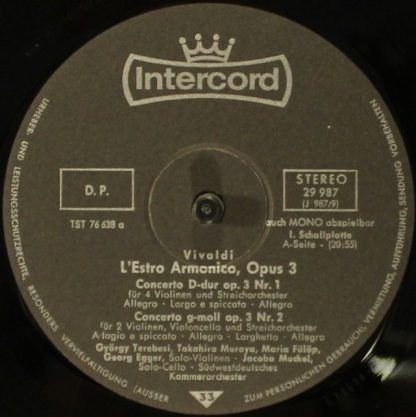 Intercord
D. P.
STEREO
29 987
(J 987/9)
TST 76 638 a
auch MONO abspielbar
I. Schallplatte
A-Seite - (20:55)
Vivaldi
L'Estro Armonico, Opus 3
Concerto D-dur op. 3 Nr. 1
für 4 Violinen und Streichorchester
Allegro - Largo e spiccato - Allegro
Concerto g-moll op. 3 Nr. 2
für 2 Violinen, Violoncello und Streichorchester
Adagio e spiccato - Allegro - Larghetto - Allegro
György Terebesi, Takahiro Muroya, Maria Fülöp,
Georg Egger, Solo-Violinen - Jacoba Muckel,
Solo-Cello - Südwestdeutsches
Kammerorchester
33
URHEBER- UND LEISTUNGSSCHUTZRECHTE, BESONDERS VERVIELFÄLTIGUNG (AUSSER ZUM PERSÖNLICHEN GEBRAUCH), VERMIETUNG, AUFFÜHRUNG, SENDUNG VORBEHALTEN